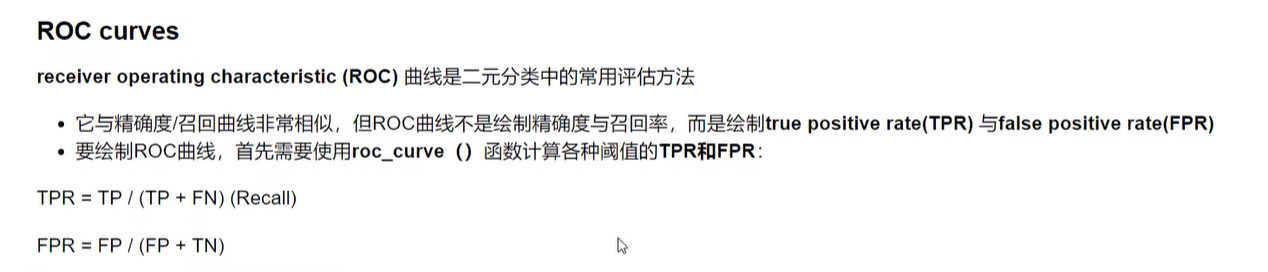 ROC curves
receiver operating characteristic (ROC) 曲线是二元分类中的常用评估方法
• 它与精确度/召回曲线非常相似，但ROC曲线不是绘制精确度与召回率，而是绘制true positive rate(TPR) 与false positive rate(FPR)
• 要绘制ROC曲线，首先需要使用roc_curve（）函数计算各种阈值的TPR和FPR：
TPR = TP / (TP + FN) (Recall)
FPR = FP / (FP + TN)